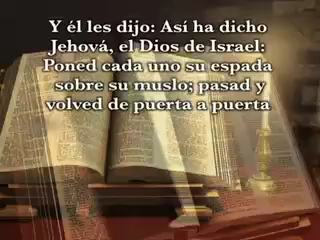 Y él les dijo: Así ha dicho
Jehová, el Dios de Israel:
Poned cada uno su espada
sobre su muslo; pasad y
volved de puerta a puerta